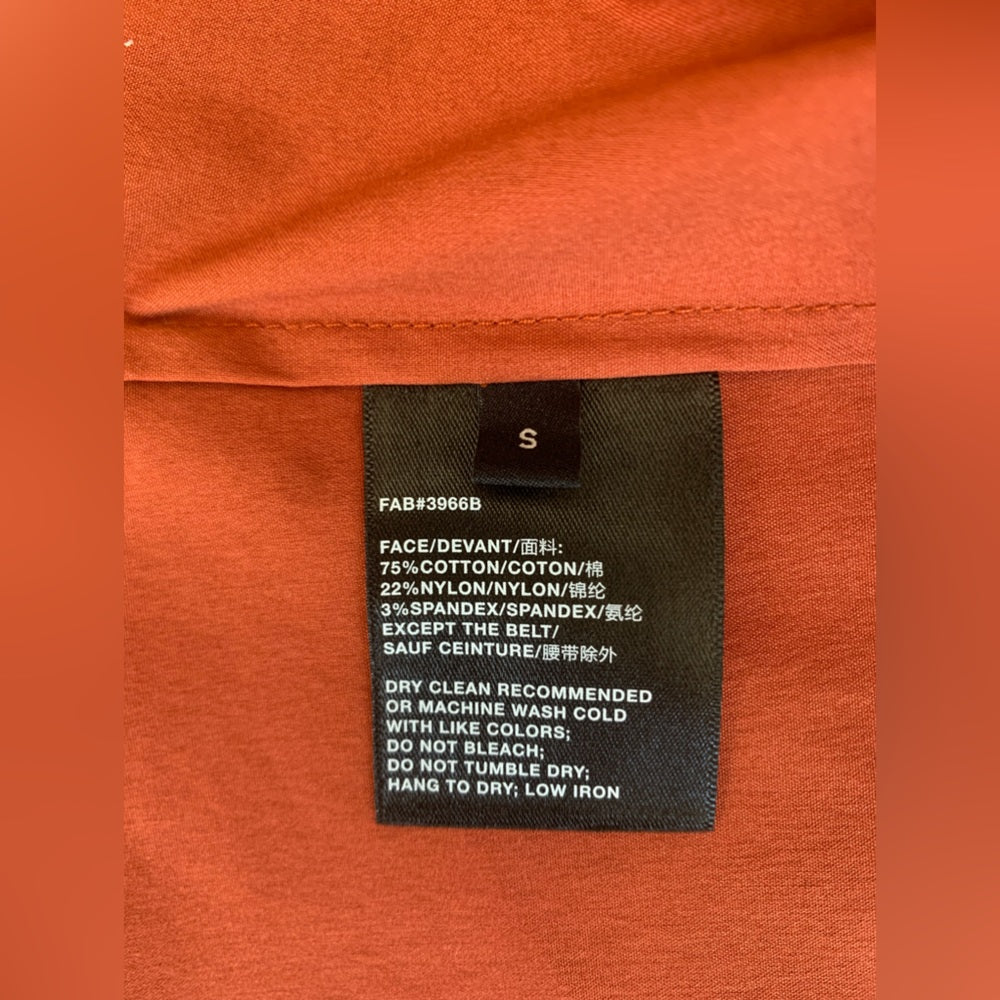 S
FAB#3966B
FACE/DEVANT/面料:
75%COTTON/COTON/棉
22%NYLON/NYLON/锦纶
3%SPANDEX/SPANDEX/氨纶
EXCEPT THE BELT/
SAUF CEINTURE/腰带除外
DRY CLEAN RECOMMENDED
OR MACHINE WASH COLD
WITH LIKE COLORS;
DO NOT BLEACH;
DO NOT TUMBLE DRY;
HANG TO DRY; LOW IRON